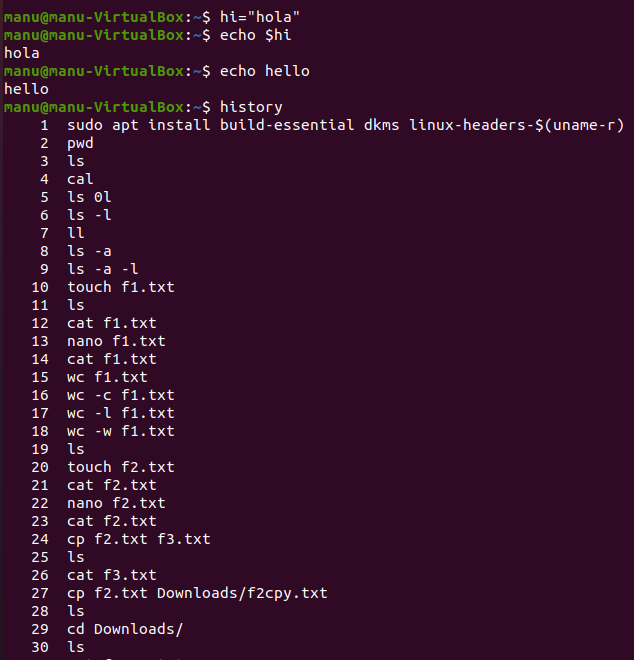 manu@manu-VirtualBox:~$ hi="hola"
manu@manu-VirtualBox:~$ echo $hi
hola
manu@manu-VirtualBox:~$ echo hello
hello
manu@manu-VirtualBox:~$ history
1 sudo apt install build-essential dkms linux-headers-$(uname-r)
2 pwd
3 ls
4 cal
5 ls 0l
6 ls -l
7 ll
8 ls -a
9 ls -a -l
10 touch f1.txt
11 ls
12 cat f1.txt
13 nano f1.txt
14 cat f1.txt
15 wc f1.txt
16 wc -c f1.txt
17 wc -l f1.txt
18 wc -w f1.txt
19 ls
20 touch f2.txt
21 cat f2.txt
22 nano f2.txt
23 cat f2.txt
24 cp f2.txt f3.txt
25 ls
26 cat f3.txt
27 cp f2.txt Downloads/f2cpy.txt
28 ls
29 cd Downloads/
30 ls